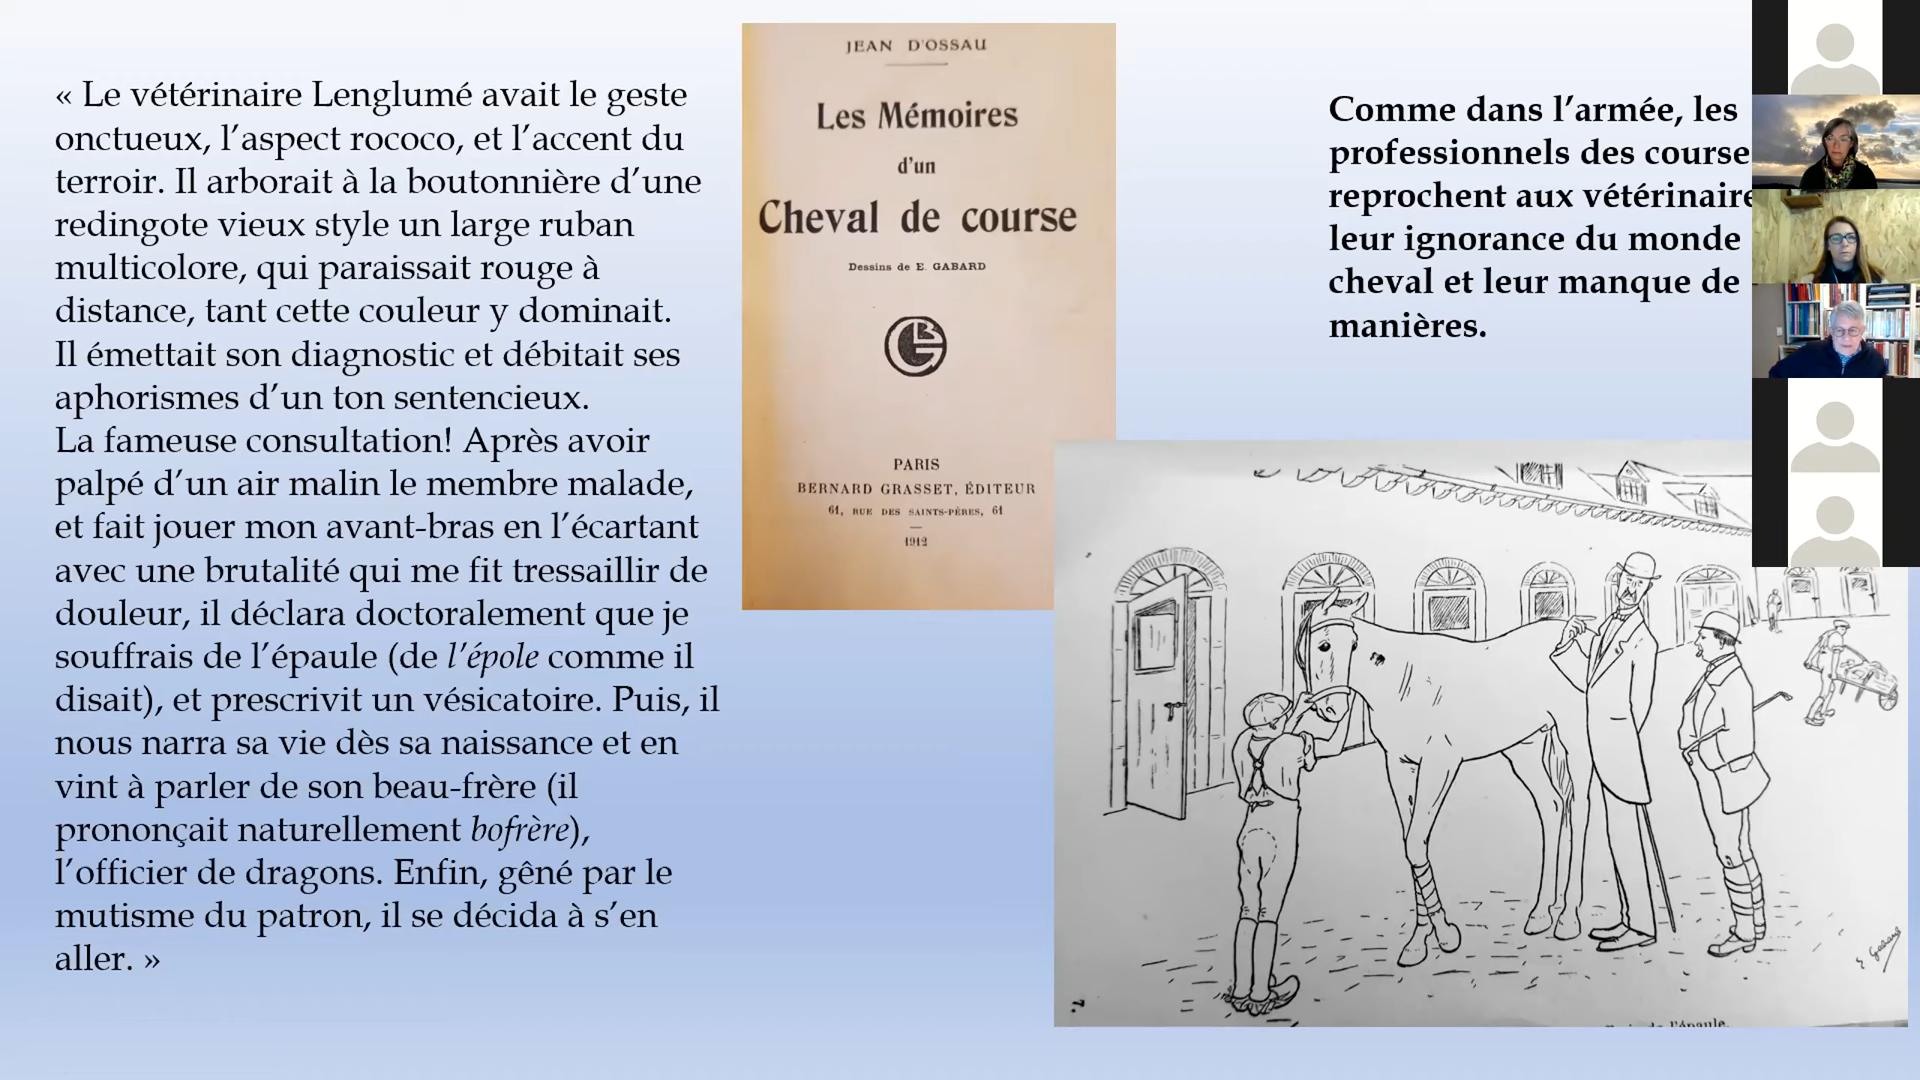 « Le vétérinaire Lenglumé avait le geste
onctueux, l’aspect rococo, et l’accent du
terroir. Il arborait à la boutonnière d’une
redingote vieux style un large ruban
multicolore, qui paraissait rouge à
distance, tant cette couleur y dominait.
Il émettait son diagnostic et débitait ses
aphorismes d’un ton sentencieux.
La fameuse consultation! Après avoir
palpé d’un air malin le membre malade,
et fait jouer mon avant-bras en l’écartant
avec une brutalité qui me fit tressaillir de
douleur, il déclara doctoralement que je
souffrais de l’épaule (de l’épole comme il
disait), et prescrivit un vésicatoire. Puis, il
nous narra sa vie dès sa naissance et en
vint à parler de son beau-frère (il
prononçait naturellement bofrère),
l’officier de dragons. Enfin, gêné par le
mutisme du patron, il se décida à s’en
aller. »
JEAN D'OSSAU
Les Mémoires
d'un
Cheval de course
Dessins de E. GABARD
PARIS
BERNARD GRASSET, ÉDITEUR
61, RUE DES SAINTS-PÈRES, 61
1912
Comme dans l’armée, les
professionnels des course
reprochent aux vétérinaire
leur ignorance du monde
cheval et leur manque de
manières.
E Gabard
7.
de l'épaule.